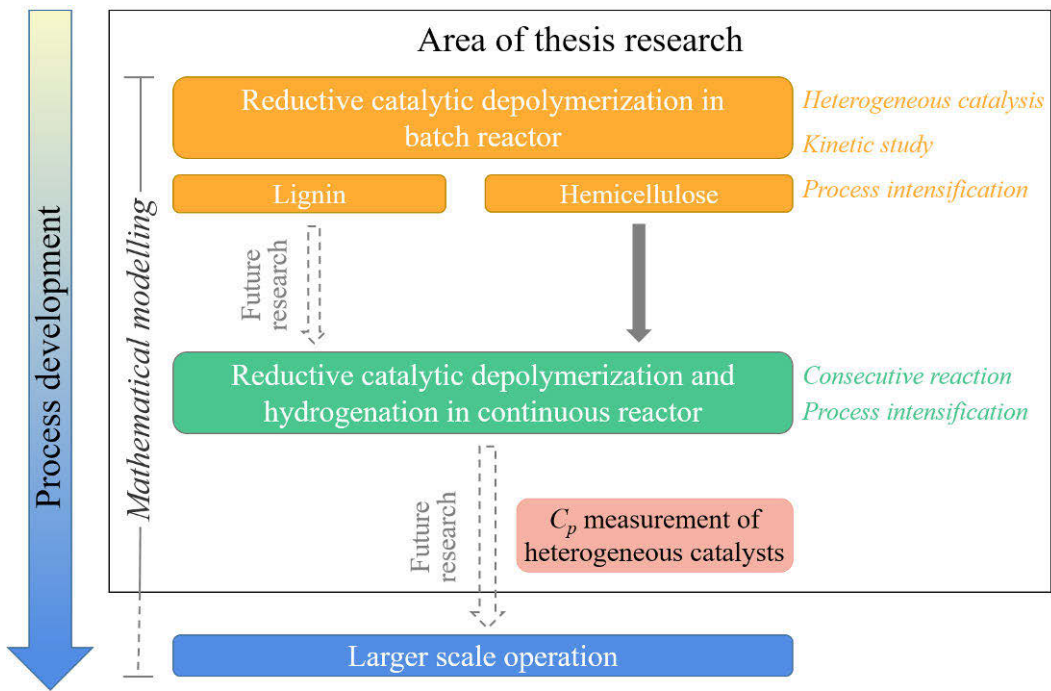 Area of thesis research
Process development
Mathematical modelling
Reductive catalytic depolymerization in
batch reactor
Heterogeneous catalysis
Kinetic study
Lignin
Hemicellulose
Process intensification
Future
research
Reductive catalytic depolymerization and
hydrogenation in continuous reactor
Consecutive reaction
Process intensification
Future
research
Cp measurement of
heterogeneous catalysts
Larger scale operation